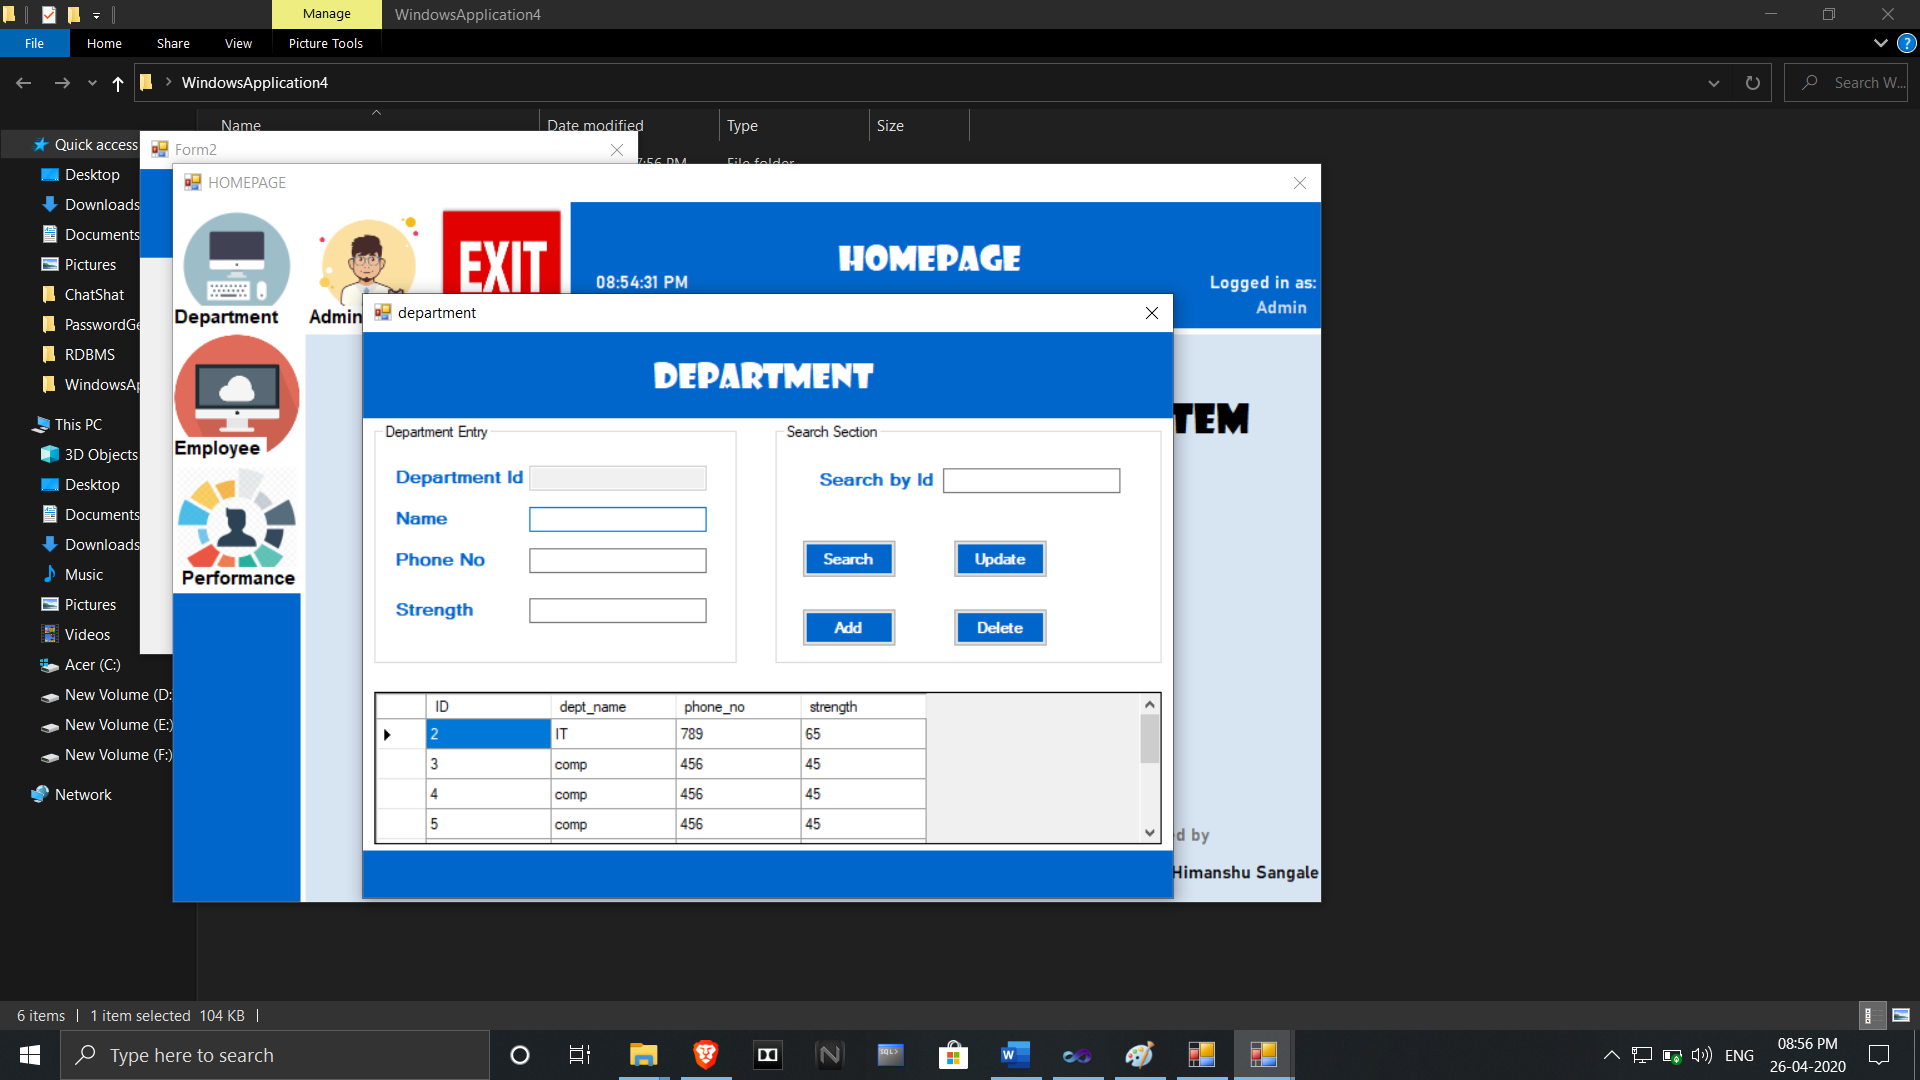 Manage
WindowsApplication4
File
Home
Share
View
Picture Tools
?
WindowsApplication4
Search W...
Name
Date modified
Type
Size
Quick access
Desktop
Downloads
Documents
Pictures
ChatShat
PasswordGe
RDBMS
WindowsAp
This PC
3D Objects
Desktop
Documents
Downloads
Music
Pictures
Videos
Acer (C:)
New Volume (D:
New Volume (E:)
New Volume (F:)
Network
7:56 PM
File folder
Form2
HOMEPAGE
Department
Admin
EXIT
Employee
Performance
HOMEPAGE
08:54:31 PM
Logged in as:
Admin
TEM
d by
Himanshu Sangale
department
DEPARTMENT
Department Entry
Department Id
Name
Phone No
Strength
Search Section
Search by Id
Search
Update
Add
Delete
ID dept_name phone_no strength
2 IT 789 65
3 comp 456 45
4 comp 456 45
5 comp 456 45
6 items
1 item selected 104 KB
Type here to search
N
SQL>
W
ENG
08:56 PM
26-04-2020